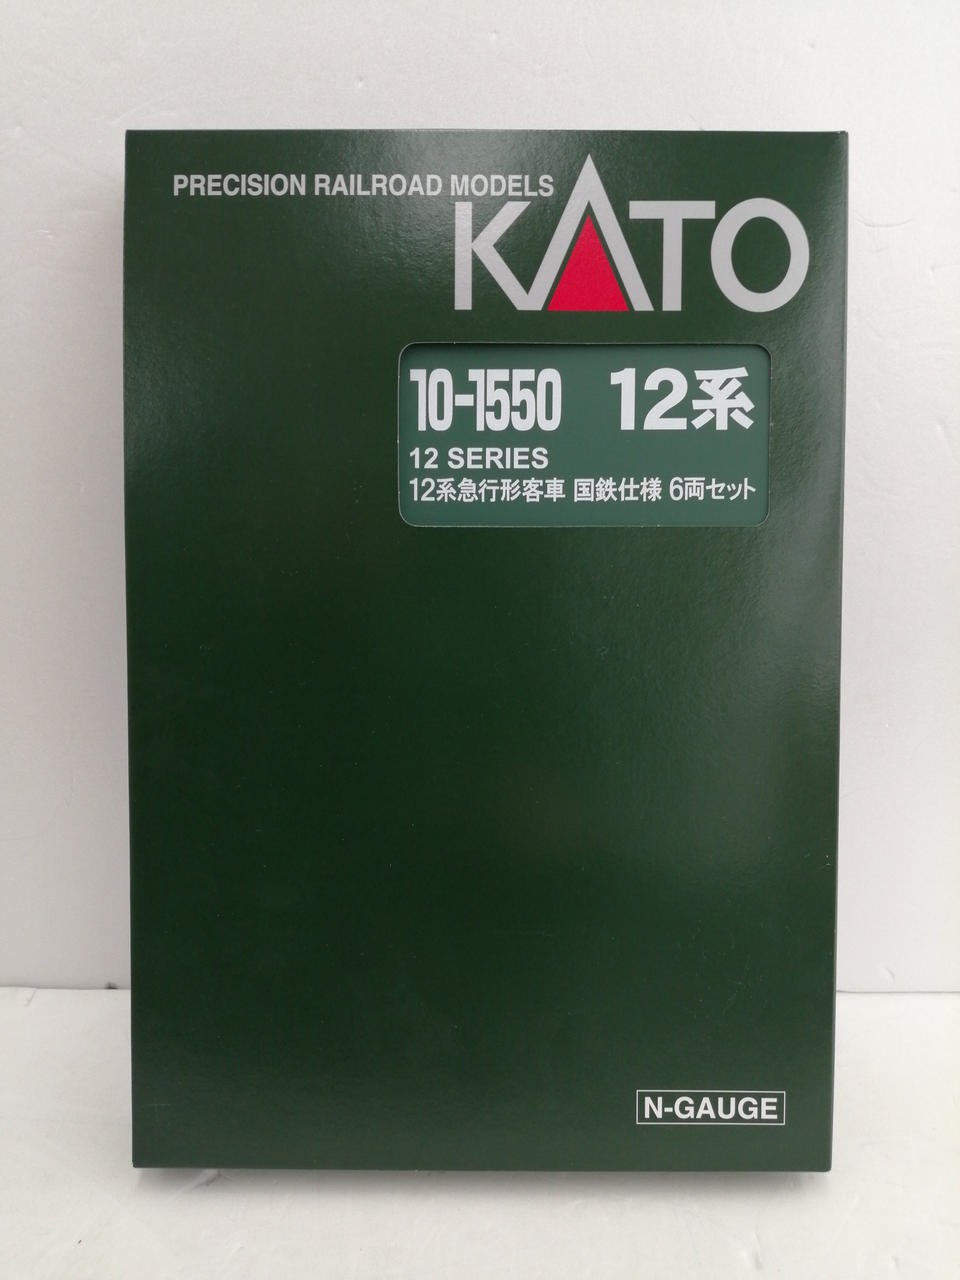 PRECISION RAILROAD MODELS
KATO
10-1550 12系
12 SERIES
12系急行形客車 国鉄仕様 6両セット
N-GAUGE